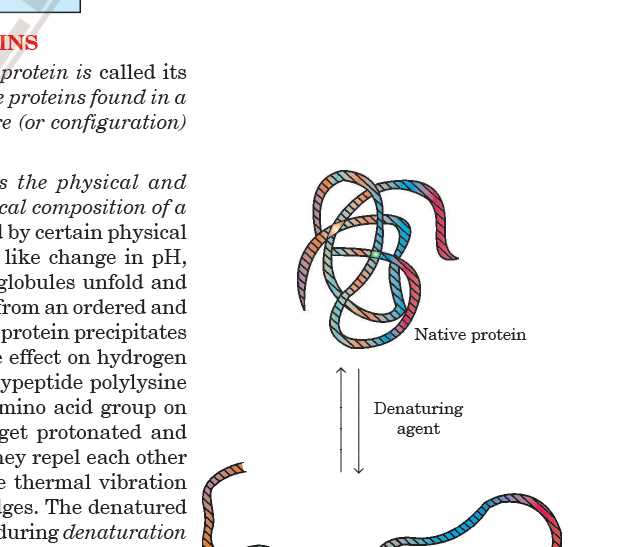 INS
protein is called its
e proteins found in a
re (or configuration)
s the physical and
cal composition of a
d by certain physical
like change in pH,
globules unfold and
from an ordered and
protein precipitates
e effect on hydrogen
ypeptide polylysine
mino acid group on
get protonated and
hey repel each other
e thermal vibration
dges. The denatured
during denaturation
Native protein
Denaturing
agent